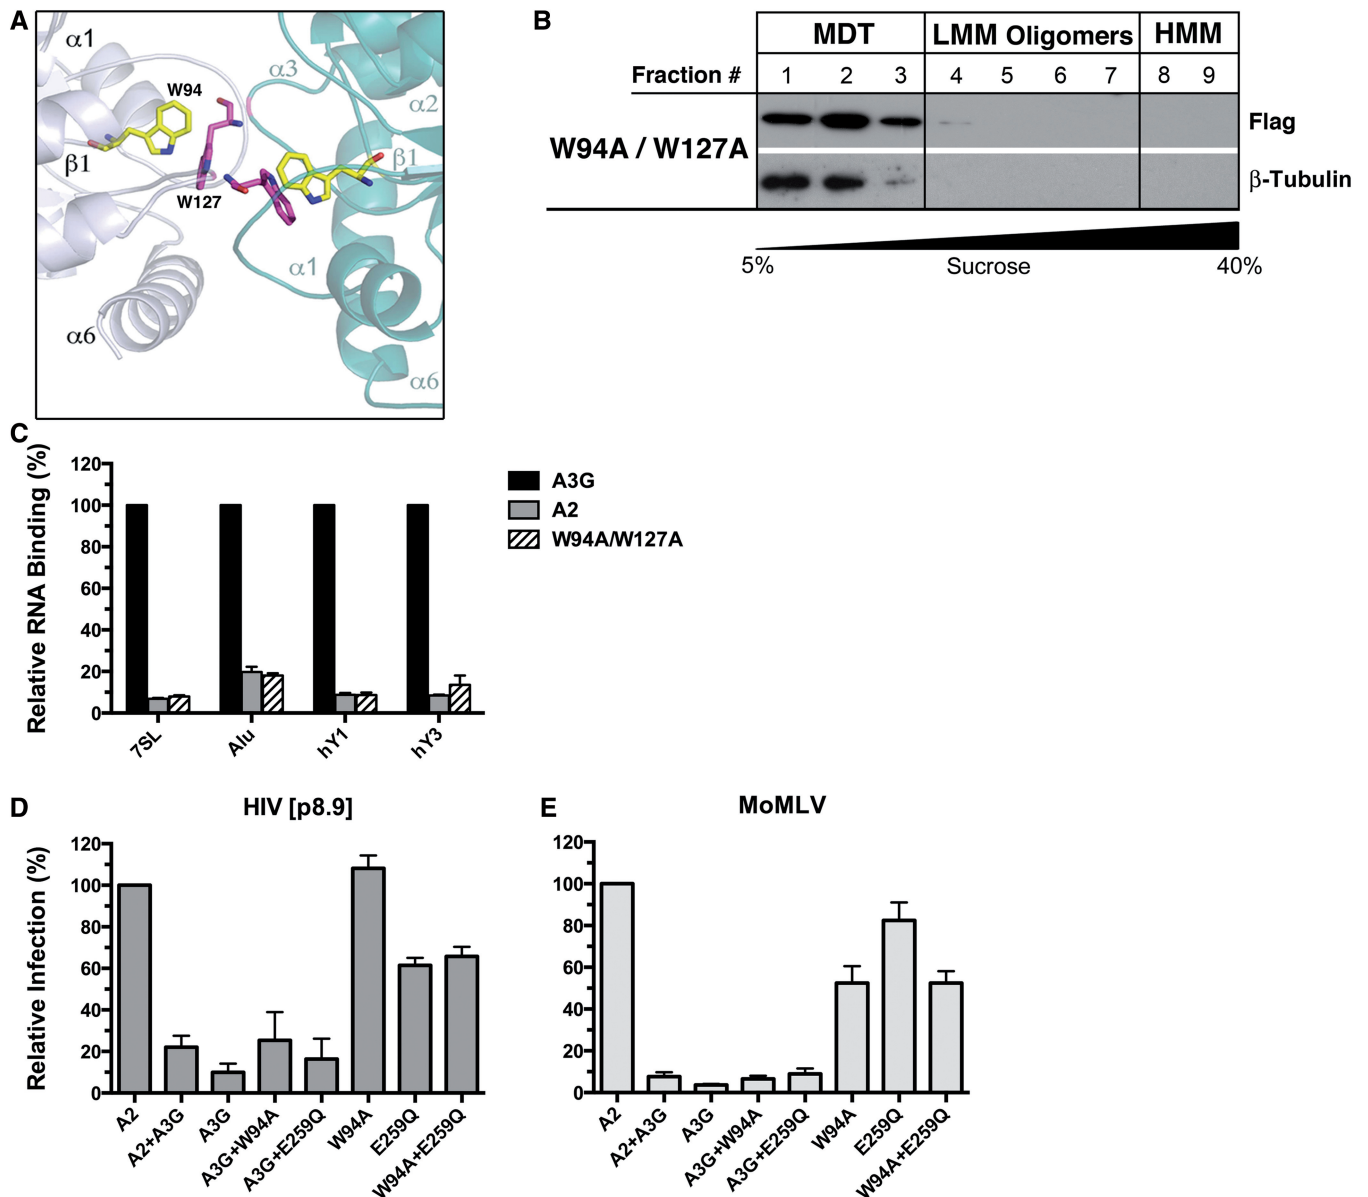 A
α1
W94
α3
α2
β1
β1
W127
α1
α6
α6
B
MDT LMM Oligomers HMM
Fraction # 1 2 3 4 5 6 7 8 9
W94A / W127A
Flag
β-Tubulin
5% Sucrose 40%
C
Relative RNA Binding (%)
120
100
80
60
40
20
0
7SL Alu hY1 hY3
A3G
A2
W94A/W127A
D
HIV [p8.9]
Relative Infection (%)
120
100
80
60
40
20
0
A2 A2+A3G A3G A3G+W94A A3G+E259Q W94A E259Q W94A+E259Q
E
MoMLV
120
100
80
60
40
20
0
A2 A2+A3G A3G A3G+W94A A3G+E259Q W94A E259Q W94A+E259Q